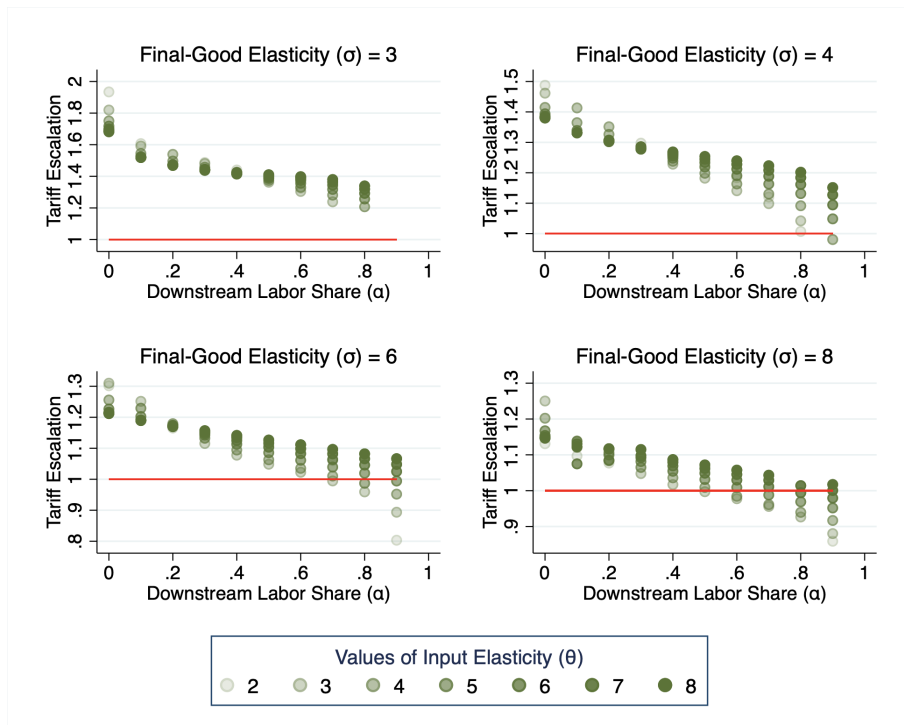 Final-Good Elasticity (σ) = 3
Tariff Escalation
2
1.8
1.6
1.4
1.2
1
0 .2 .4 .6 .8 1
Downstream Labor Share (α)
Final-Good Elasticity (σ) = 4
Tariff Escalation
1.5
1.4
1.3
1.2
1.1
1
0 .2 .4 .6 .8 1
Downstream Labor Share (α)
Final-Good Elasticity (σ) = 6
Tariff Escalation
1.3
1.2
1.1
1
.9
.8
0 .2 .4 .6 .8 1
Downstream Labor Share (α)
Final-Good Elasticity (σ) = 8
Tariff Escalation
1.3
1.2
1.1
1
.9
0 .2 .4 .6 .8 1
Downstream Labor Share (α)
Values of Input Elasticity (θ)
2 3 4 5 6 7 8